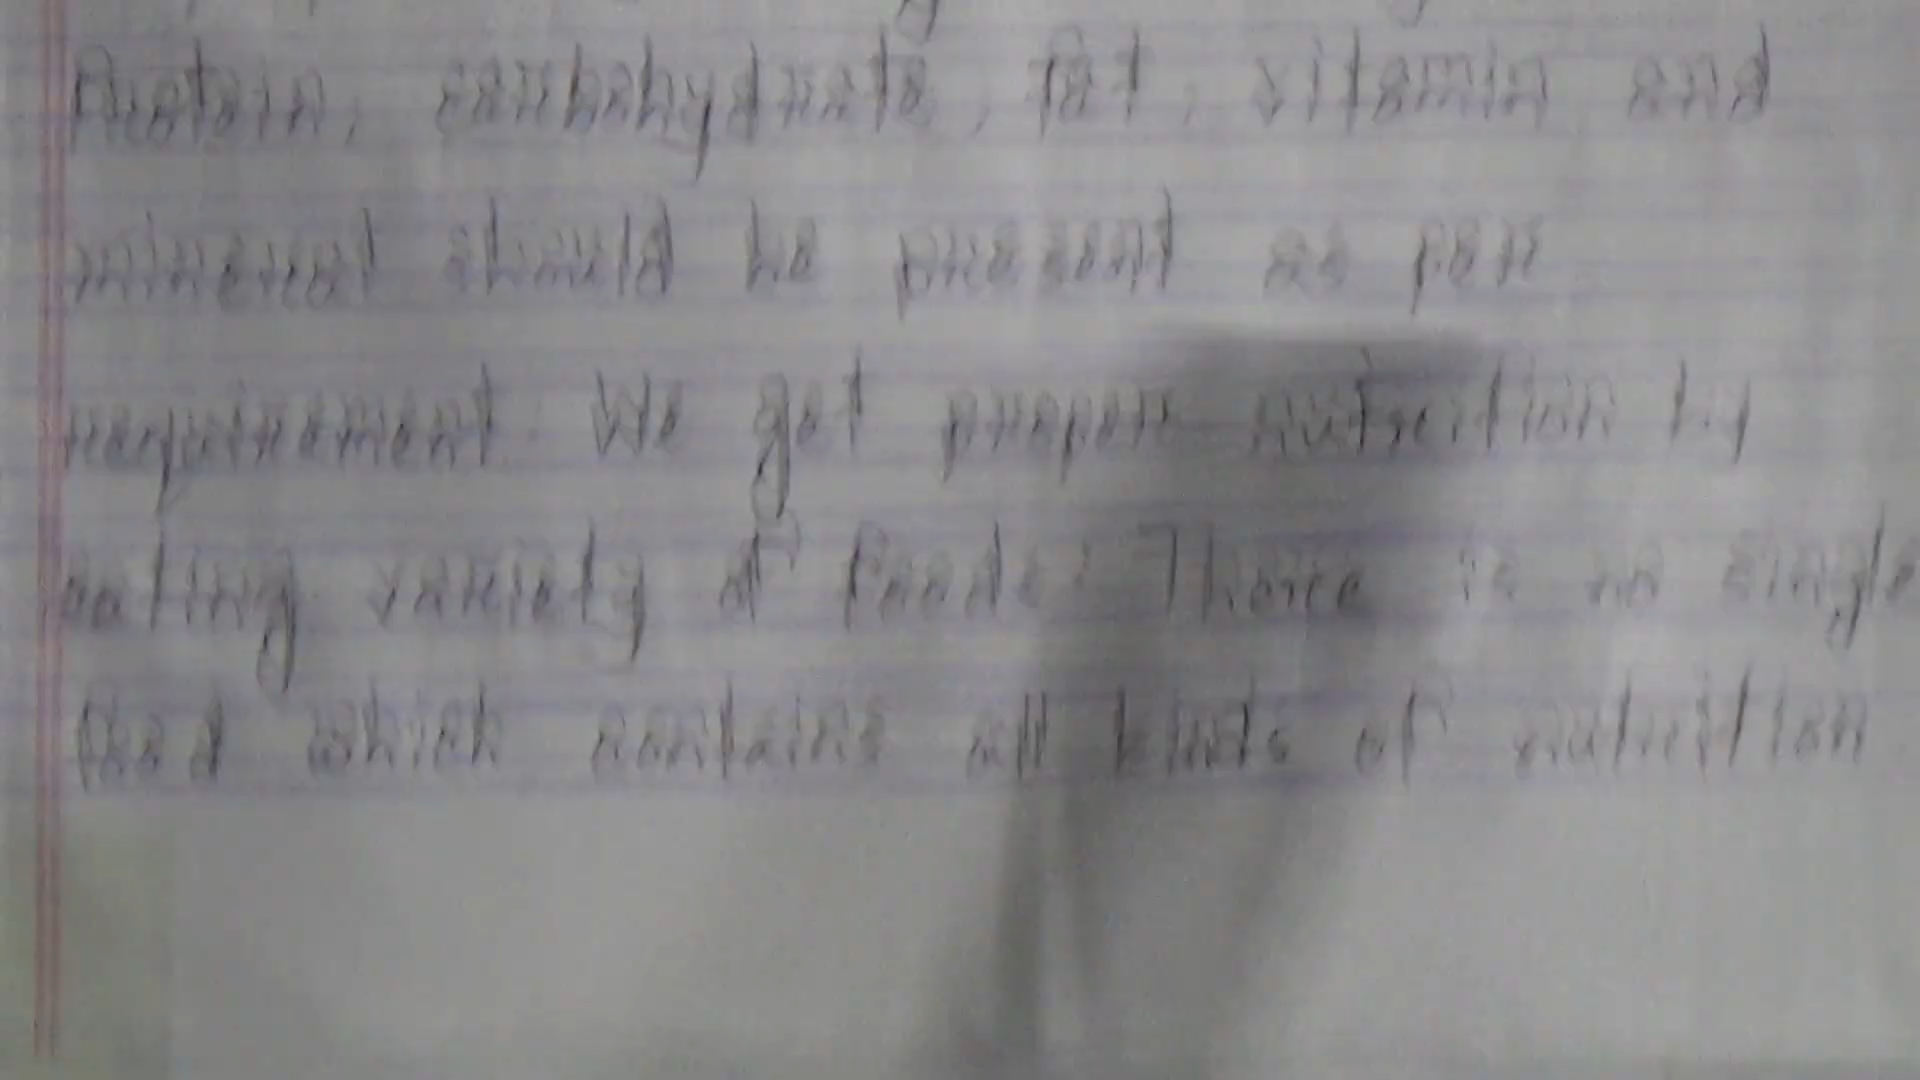 Protein, carbohydrate, fat, vitamin and
mineral should be present as per
requirement. We get proper nutrition by
eating variety of foods. There is no single
food which contains all kinds of nutrition